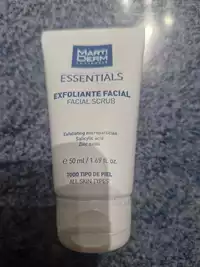 MARTI
DERM
ESSENTIALS
EXFOLIANTE FACIAL
FACIAL SCRUB
Exfoliating
Salicylic acid
Zinc
℮ 50 ml / 1.69 fl. oz.
TODO TIPO DE PIEL
ALL SKIN TYPES